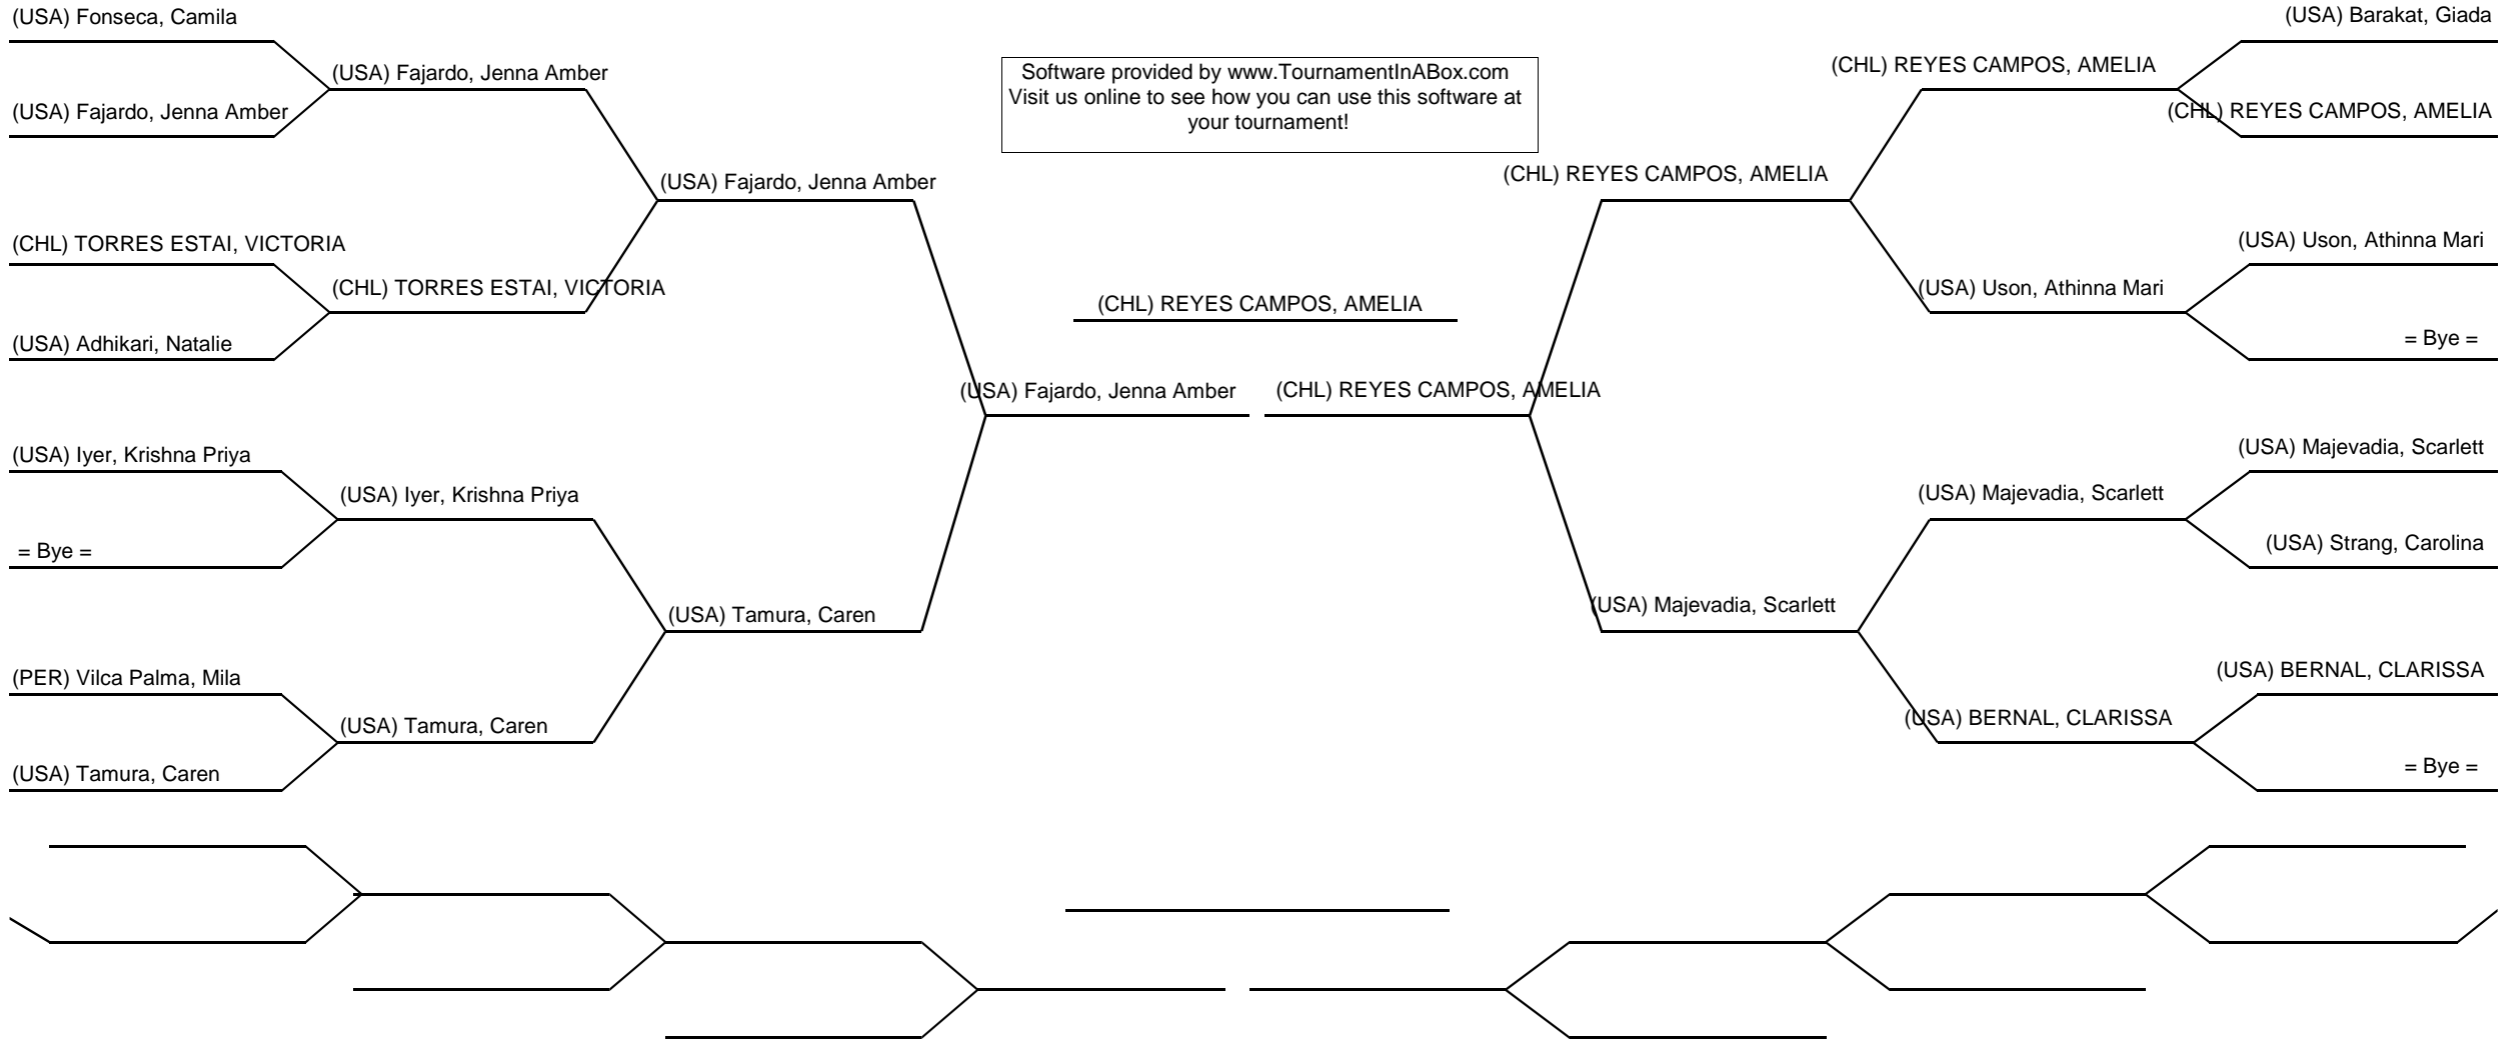 (USA) Fonseca, Camila
(USA) Fajardo, Jenna Amber
(USA) Fajardo, Jenna Amber
(USA) Fajardo, Jenna Amber
(CHL) TORRES ESTAI, VICTORIA
(CHL) TORRES ESTAI, VICTORIA
(USA) Adhikari, Natalie
(USA) Iyer, Krishna Priya
(USA) Iyer, Krishna Priya
= Bye =
(USA) Tamura, Caren
(PER) Vilca Palma, Mila
(USA) Tamura, Caren
(USA) Tamura, Caren
Software provided by www.TournamentInABox.com
Visit us online to see how you can use this software at
your tournament!
(CHL) REYES CAMPOS, AMELIA
(USA) Fajardo, Jenna Amber
(CHL) REYES CAMPOS, AMELIA
(USA) Barakat, Giada
(CHL) REYES CAMPOS, AMELIA
(CHL) REYES CAMPOS, AMELIA
(CHL) REYES CAMPOS, AMELIA
(USA) Uson, Athinna Mari
(USA) Uson, Athinna Mari
= Bye =
(USA) Majevadia, Scarlett
(USA) Majevadia, Scarlett
(USA) Strang, Carolina
(USA) Majevadia, Scarlett
(USA) BERNAL, CLARISSA
(USA) BERNAL, CLARISSA
= Bye =